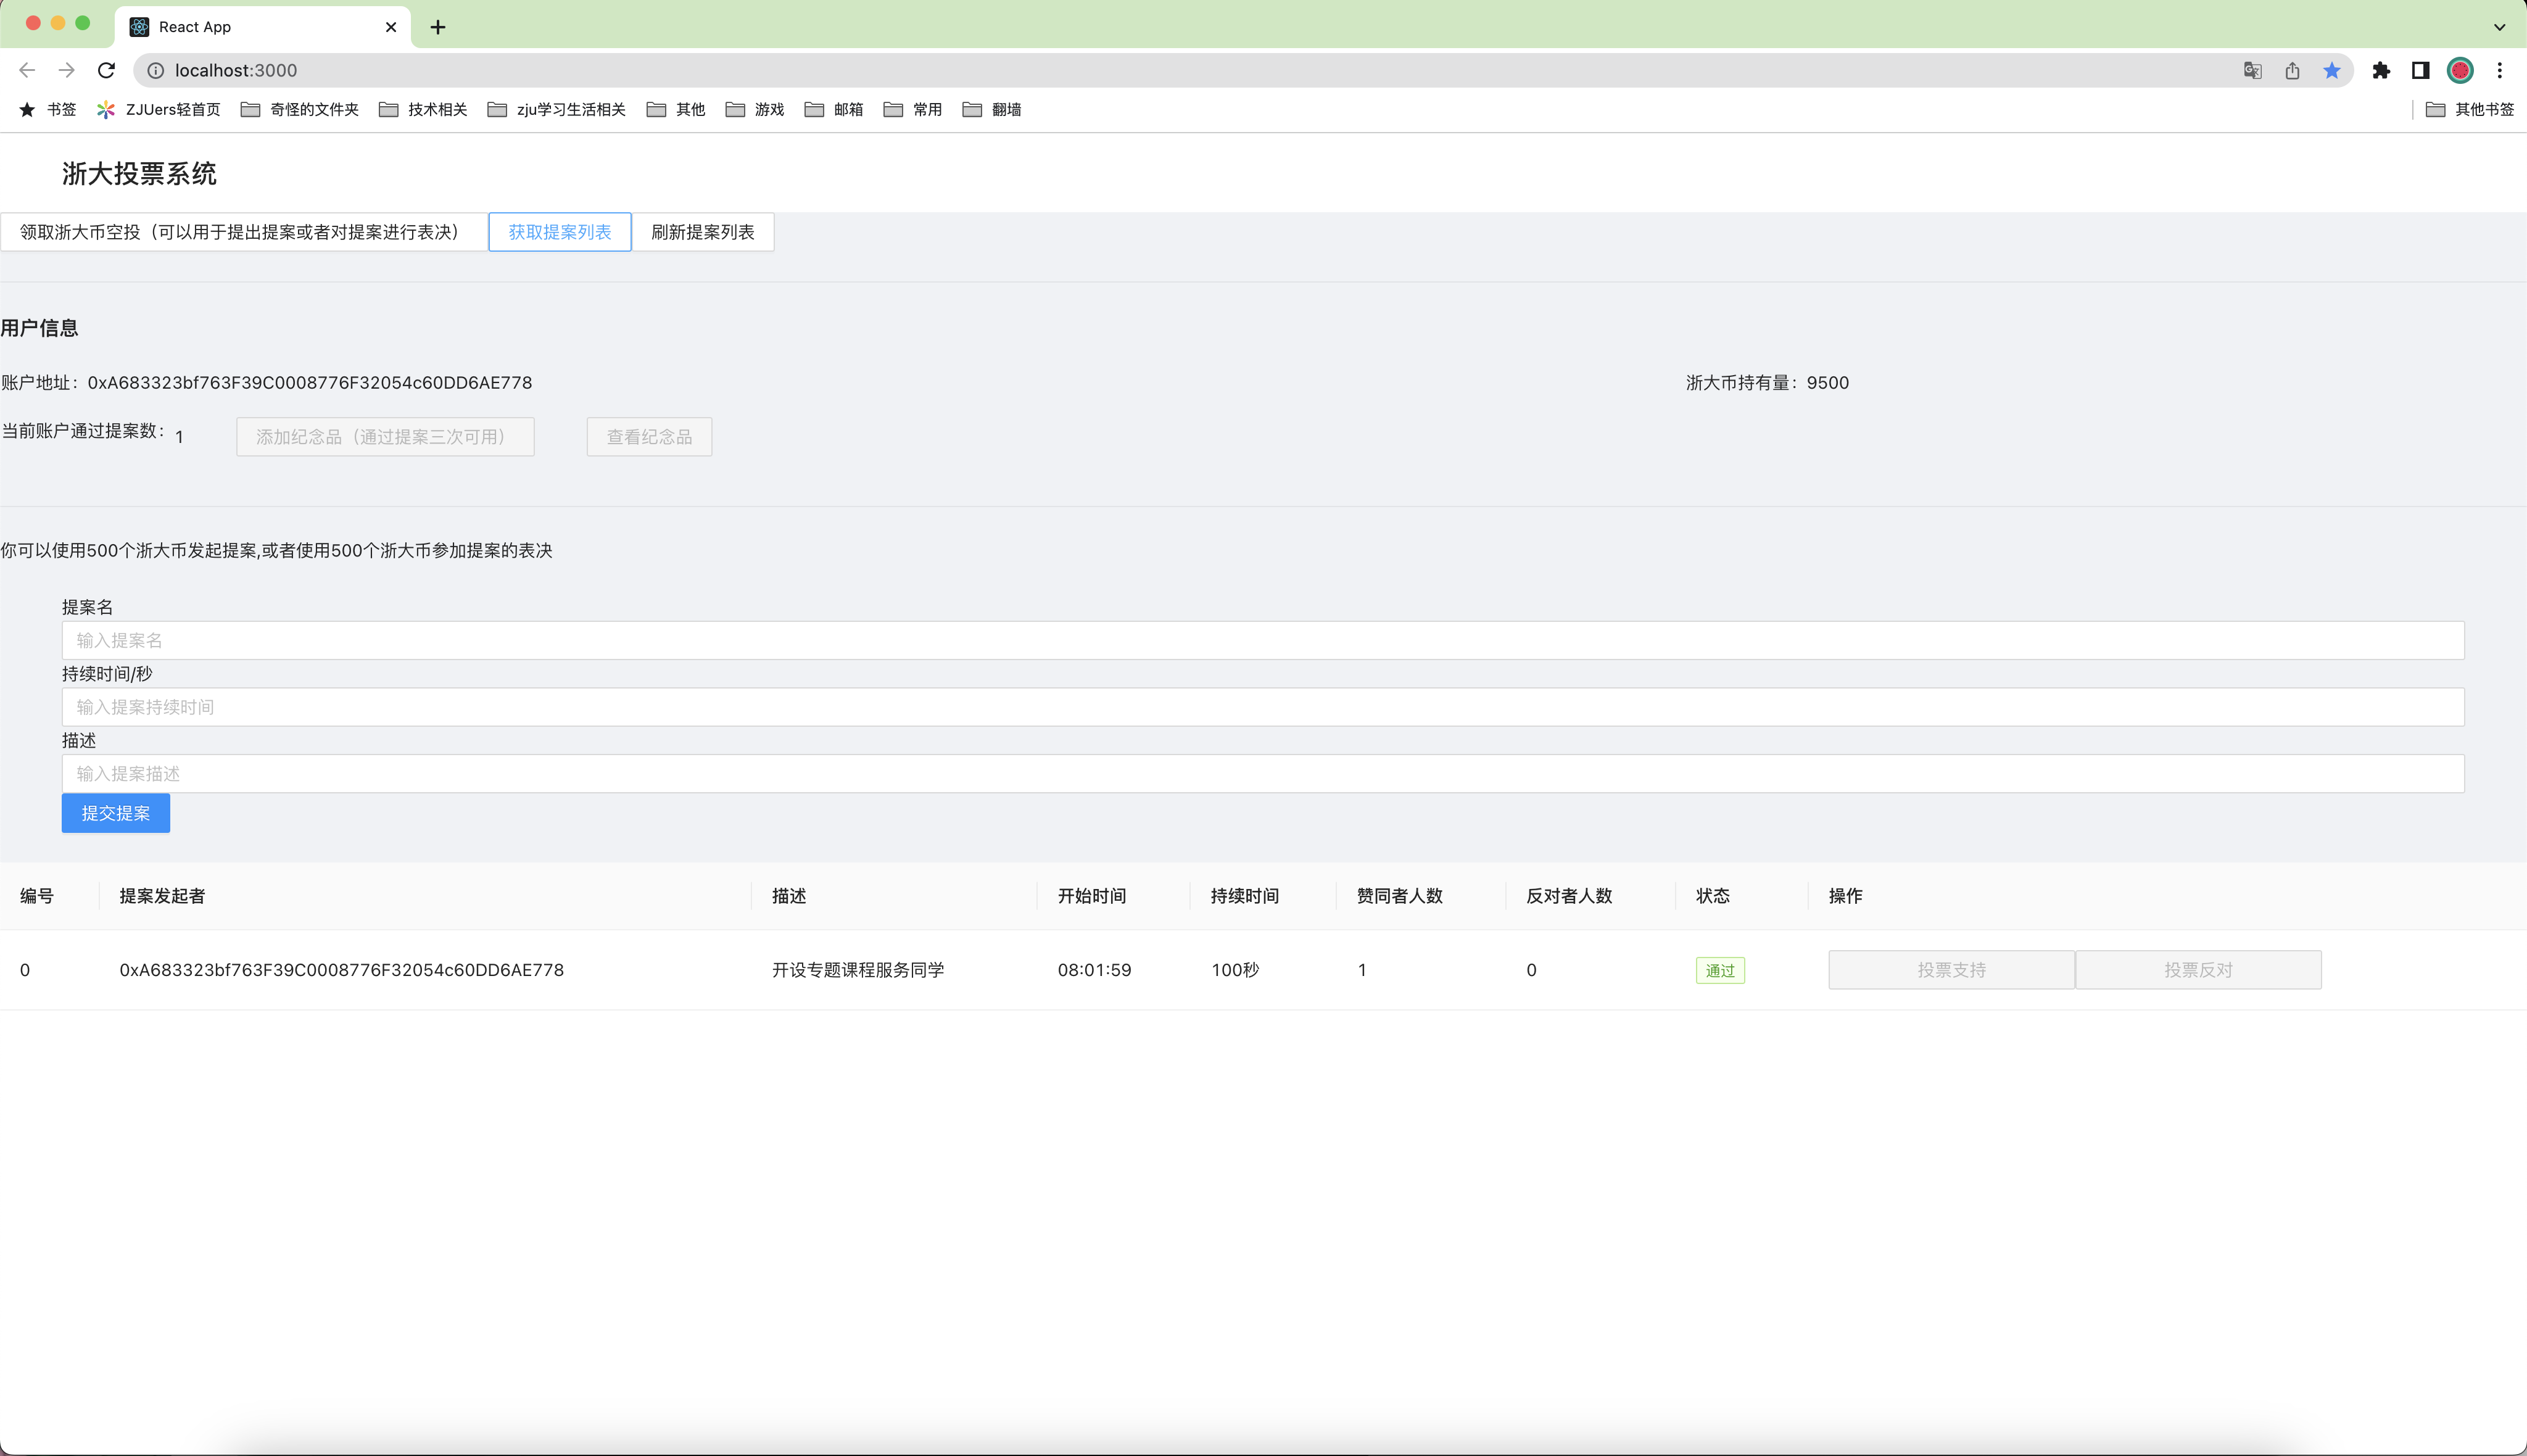 React App
localhost:3000
书签 ZJUers轻首页 奇怪的文件夹 技术相关 zju学习生活相关 其他 游戏 邮箱 常用 翻墙 其他书签
浙大投票系统
领取浙大币空投（可以用于提出提案或者对提案进行表决） 获取提案列表 刷新提案列表
用户信息
账户地址：0xA683323bf763F39C0008776F32054c60DD6AE778 浙大币持有量：9500
当前账户通过提案数：1 添加纪念品（通过提案三次可用） 查看纪念品
你可以使用500个浙大币发起提案,或者使用500个浙大币参加提案的表决
提案名
输入提案名
持续时间/秒
输入提案持续时间
描述
输入提案描述
提交提案
编号 提案发起者 描述 开始时间 持续时间 赞同者人数 反对者人数 状态 操作
0 0xA683323bf763F39C0008776F32054c60DD6AE778 开设专题课程服务同学 08:01:59 100秒 1 0 通过 投票支持 投票反对